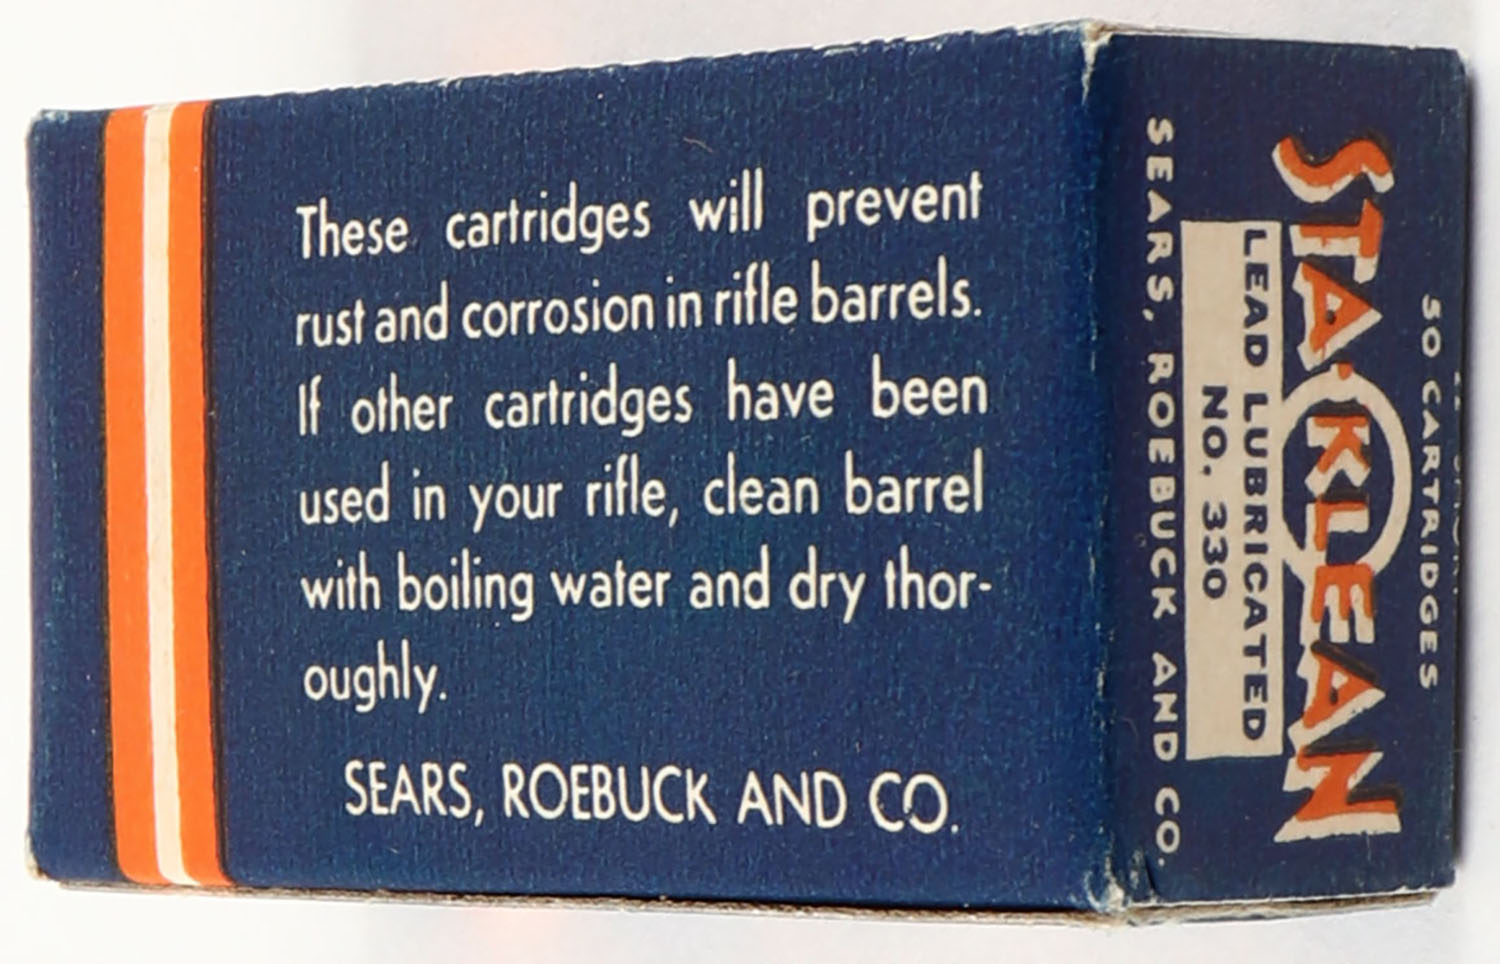 These cartridges will prevent
rust and corrosion in rifle barrels.
If other cartridges have been
used in your rifle, clean barrel
with boiling water and dry thor-
oughly.
SEARS, ROEBUCK AND CO.
50 CARTRIDGES
STA·KLEAN
LEAD LUBRICATED
NO. 330
SEARS, ROEBUCK AND CO.